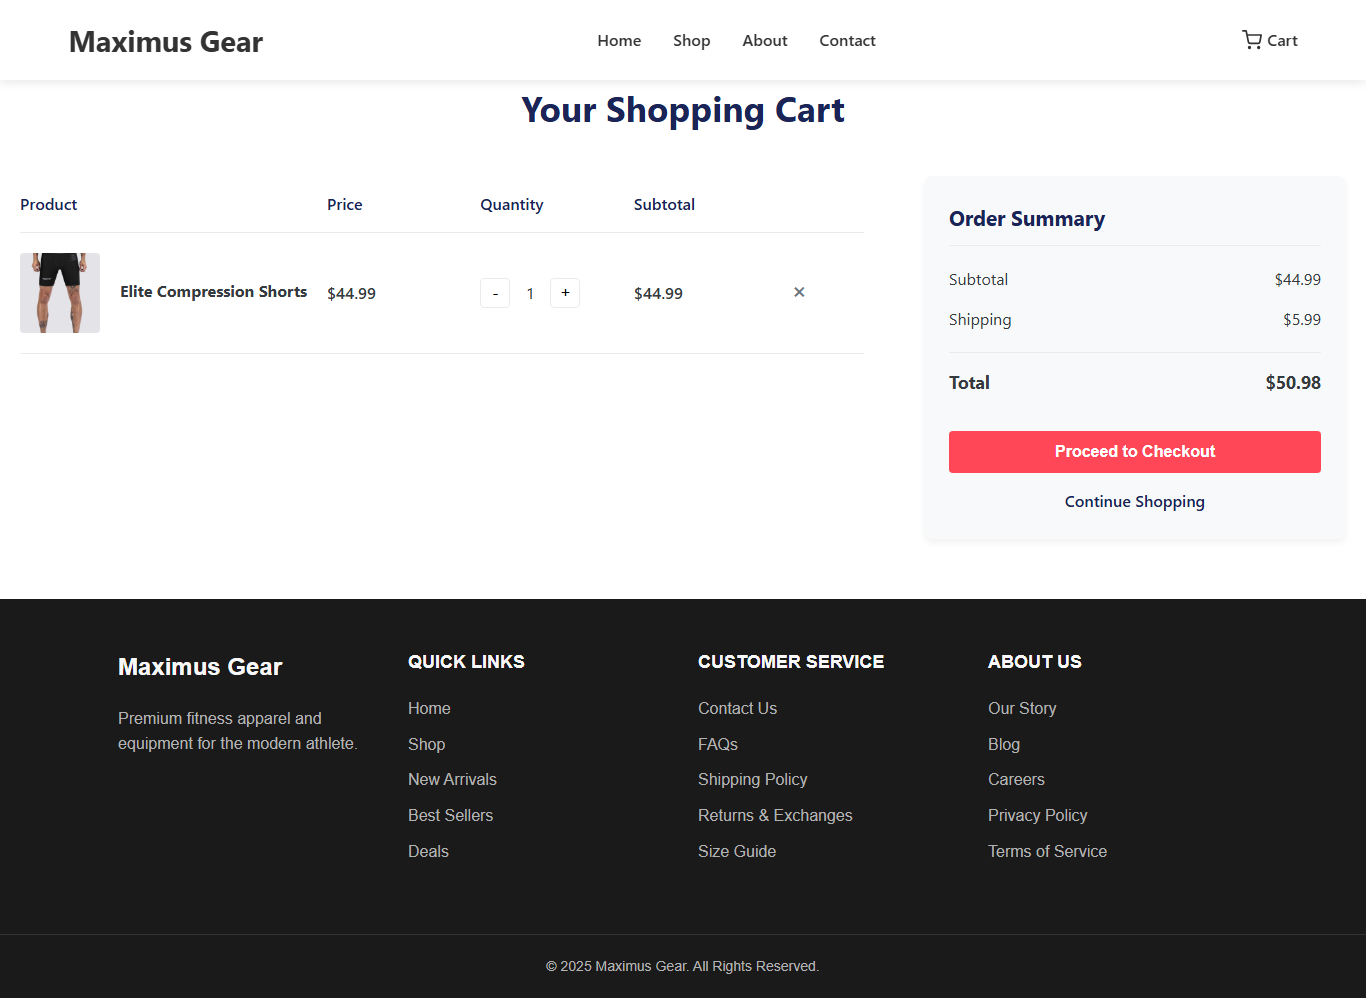 Maximus Gear
Home
Shop
About
Contact
Cart
Your Shopping Cart
Product
Price
Quantity
Subtotal
Elite Compression Shorts
$44.99
-
1
+
$44.99
×
Order Summary
Subtotal $44.99
Shipping $5.99
Total $50.98
Proceed to Checkout
Continue Shopping
Maximus Gear
Premium fitness apparel and
equipment for the modern athlete.
QUICK LINKS
Home
Shop
New Arrivals
Best Sellers
Deals
CUSTOMER SERVICE
Contact Us
FAQs
Shipping Policy
Returns & Exchanges
Size Guide
ABOUT US
Our Story
Blog
Careers
Privacy Policy
Terms of Service
© 2025 Maximus Gear. All Rights Reserved.